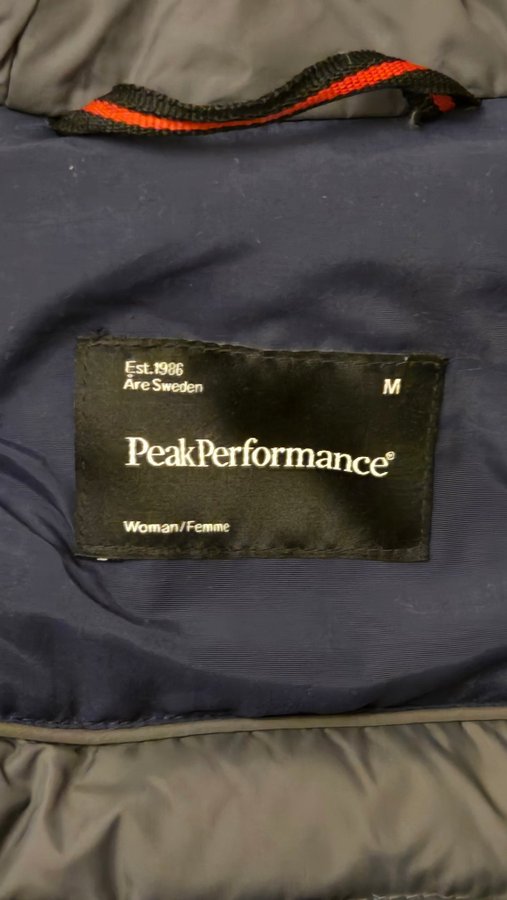 Est.1986
Åre Sweden
M
PeakPerformance®
Woman/Femme